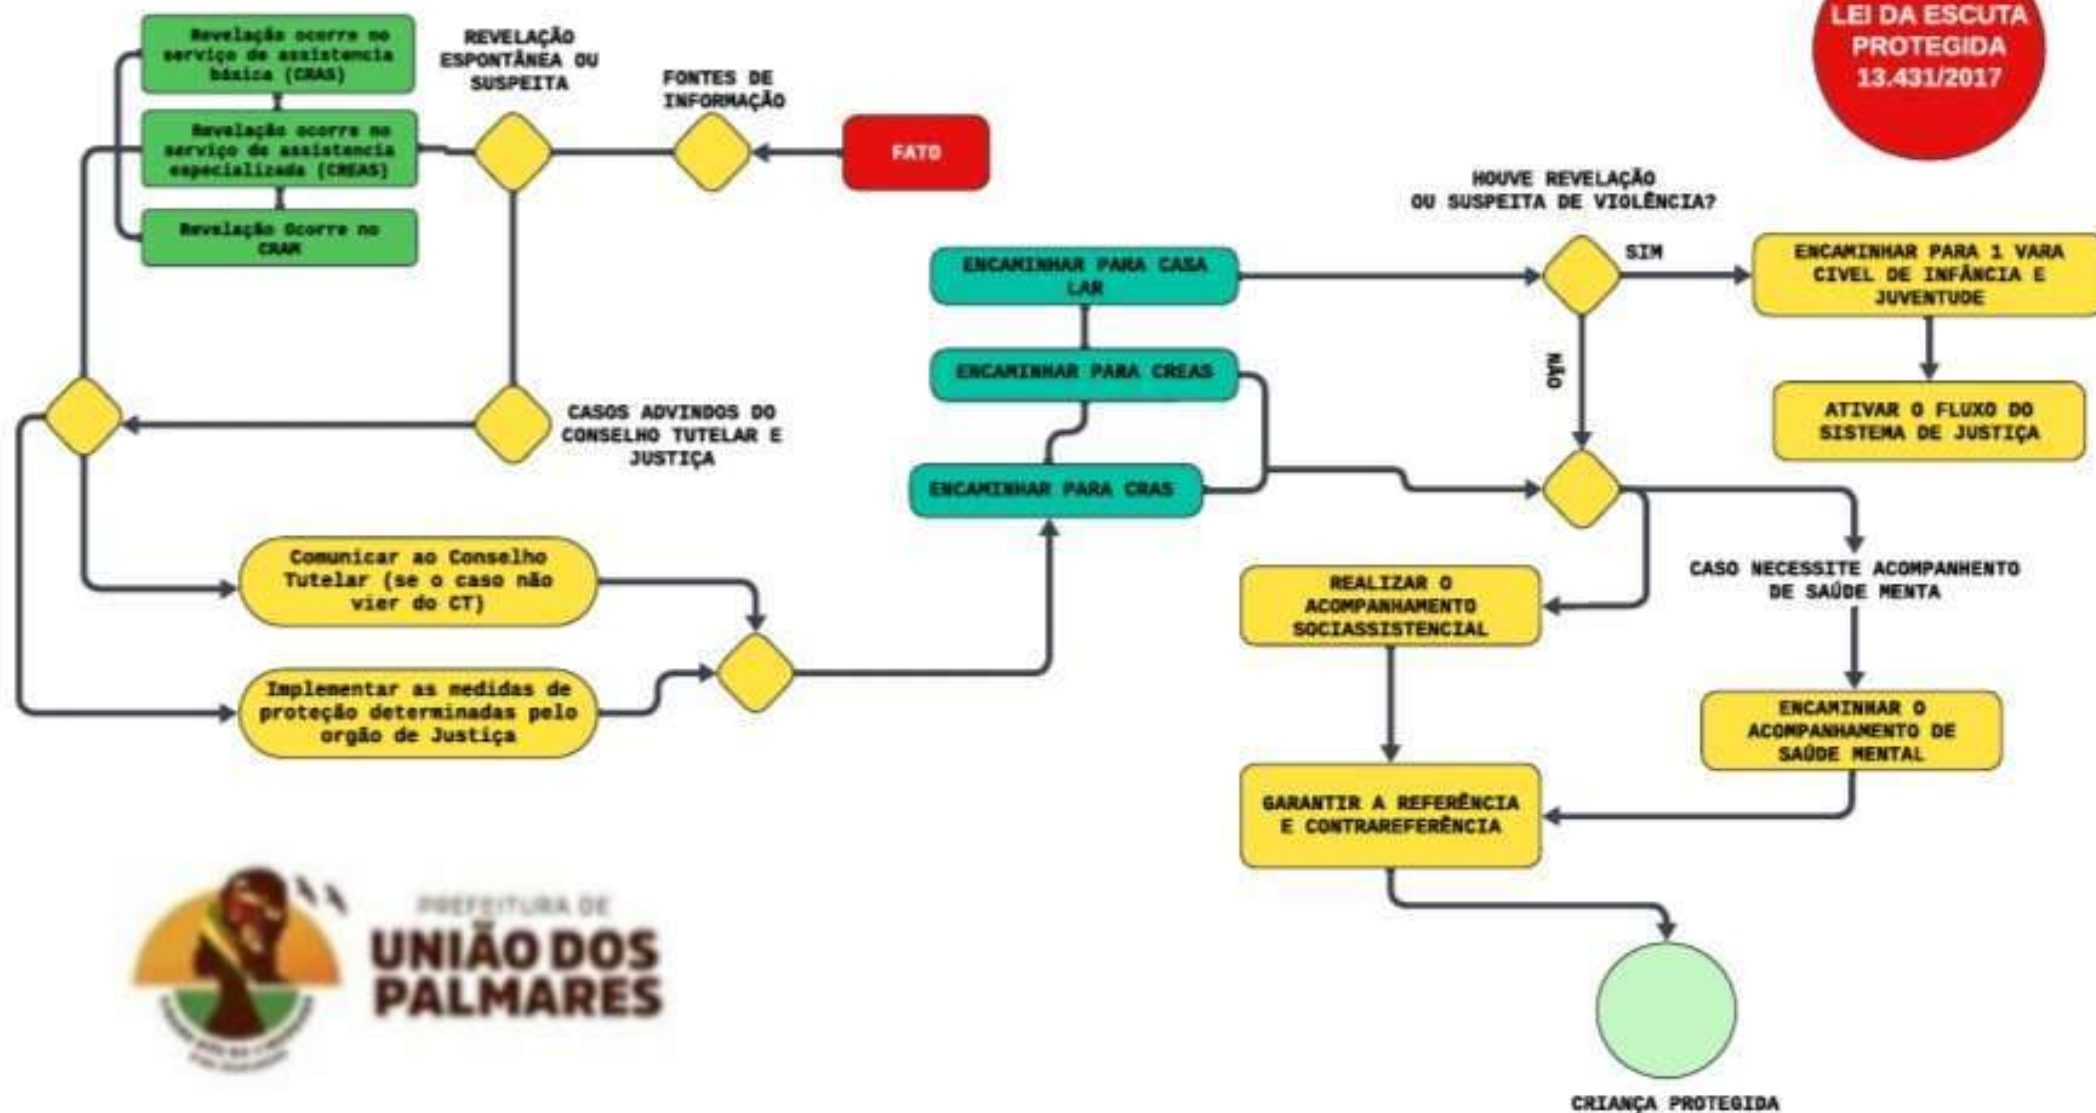 LEI DA ESCUTA
PROTEGIDA
13.431/2017
Revelação ocorre no
serviço de assistencia
básica (CRAS)
REVELAÇÃO
ESPONTÂNEA OU
SUSPEITA
FONTES DE
INFORMAÇÃO
Revelação ocorre no
serviço de assistencia
especializada (CREAS)
FATO
Revelação Ocorre no
CRAM
HOUVE REVELAÇÃO
OU SUSPEITA DE VIOLÊNCIA?
ENCAMINHAR PARA CASA
LAR
SIM
ENCAMINHAR PARA 1 VARA
CIVEL DE INFÂNCIA E
JUVENTUDE
ENCAMINHAR PARA CREAS
NÃO
CASOS ADVINDOS DO
CONSELHO TUTELAR E
JUSTIÇA
ATIVAR O FLUXO DO
SISTEMA DE JUSTIÇA
ENCAMINHAR PARA CRAS
Comunicar ao Conselho
Tutelar (se o caso não
vier do CT)
REALIZAR O
ACOMPANHAMENTO
SOCIASSISTENCIAL
CASO NECESSITE ACOMPANHENTO
DE SAÚDE MENTA
Implementar as medidas de
proteção determinadas pelo
orgão de Justiça
ENCAMINHAR O
ACOMPANHAMENTO DE
SAÚDE MENTAL
GARANTIR A REFERÊNCIA
E CONTRAREFERÊNCIA
PREFEITURA DE
UNIÃO DOS
PALMARES
CRIANÇA PROTEGIDA